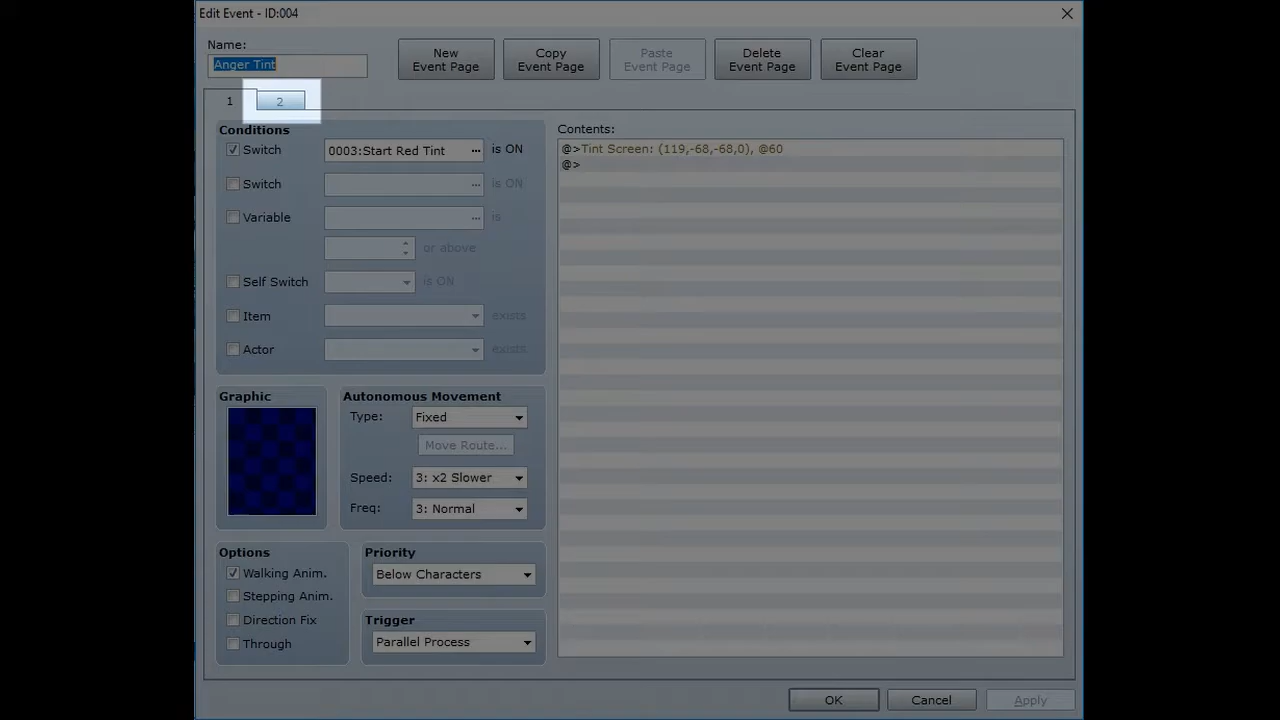 Edit Event - ID:004
Name:
Anger Tint
New Event Page
Copy Event Page
Paste Event Page
Delete Event Page
Clear Event Page
1
2
Conditions
Switch 0003:Start Red Tint ... is ON
Switch ... is ON
Variable ... is
or above
Self Switch is ON
Item exists
Actor exists
Graphic
Autonomous Movement
Type: Fixed
Move Route...
Speed: 3: x2 Slower
Freq: 3: Normal
Options
Walking Anim.
Stepping Anim.
Direction Fix
Through
Priority
Below Characters
Trigger
Parallel Process
Contents:
@>Tint Screen: (119,-68,-68,0), @60
@>
OK
Cancel
Apply